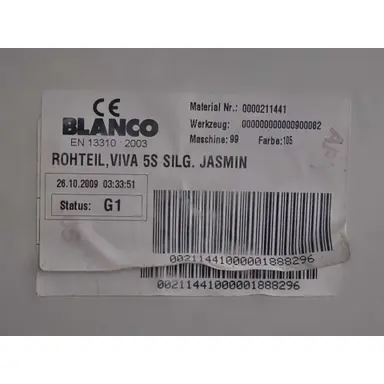 CE
BLANCO
EN 13310 : 2003
Material Nr.: 0000211441
Werkzeug: 000000000000900082
Maschine: 99 Farbe: 105
ROHTEIL,VIVA 5S SILG. JASMIN
26.10.2009 03:33:51
Status: G1
00211441000001888296
00211441000001888296